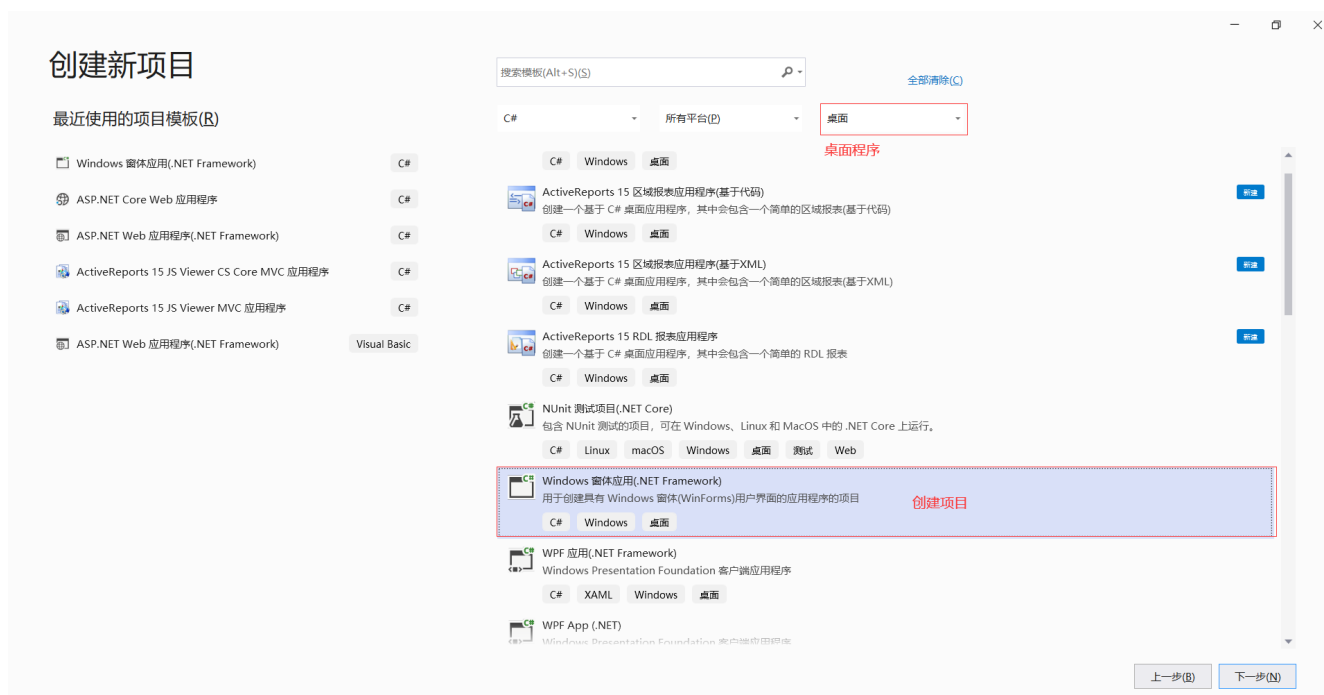 创建新项目
最近使用的项目模板(R)
Windows 窗体应用(.NET Framework)
C#
ASP.NET Core Web 应用程序
C#
ASP.NET Web 应用程序(.NET Framework)
C#
ActiveReports 15 JS Viewer CS Core MVC 应用程序
C#
ActiveReports 15 JS Viewer MVC 应用程序
C#
ASP.NET Web 应用程序(.NET Framework)
Visual Basic
搜索模板(Alt+S)(S)
全部清除(C)
C#
所有平台(P)
桌面
桌面程序
C# Windows 桌面
ActiveReports 15 区域报表应用程序(基于代码)
新建
创建一个基于 C# 桌面应用程序，其中会包含一个简单的区域报表(基于代码)
C# Windows 桌面
ActiveReports 15 区域报表应用程序(基于XML)
新建
创建一个基于 C# 桌面应用程序，其中会包含一个简单的区域报表(基于XML)
C# Windows 桌面
ActiveReports 15 RDL 报表应用程序
新建
创建一个基于 C# 桌面应用程序，其中会包含一个简单的 RDL 报表
C# Windows 桌面
NUnit 测试项目(.NET Core)
包含 NUnit 测试的项目，可在 Windows、Linux 和 MacOS 中的 .NET Core 上运行。
C# Linux macOS Windows 桌面 测试 Web
Windows 窗体应用(.NET Framework)
用于创建具有 Windows 窗体(WinForms)用户界面的应用程序的项目
创建项目
C# Windows 桌面
WPF 应用(.NET Framework)
Windows Presentation Foundation 客户端应用程序
C# XAML Windows 桌面
WPF App (.NET)
Windows Presentation Foundation 客户端应用程序
上一步(B)
下一步(N)